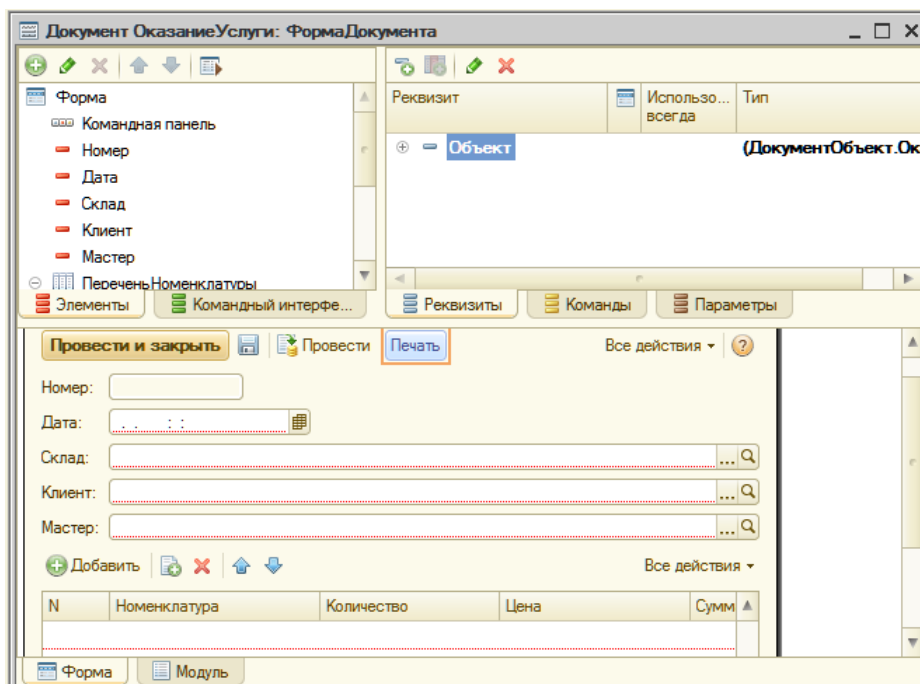 Документ ОказаниеУслуги: ФормаДокумента
Форма
Командная панель
Номер
Дата
Склад
Клиент
Мастер
ПереченьНоменклатуры
Элементы
Командный интерфе...
Реквизит
Использо... всегда
Тип
Объект
(ДокументОбъект.Ок
Реквизиты
Команды
Параметры
Провести и закрыть
Провести
Печать
Все действия
Номер:
Дата:
. . : :
Склад:
...
Клиент:
...
Мастер:
...
Добавить
Все действия
N Номенклатура Количество Цена Сумм
Форма
Модуль